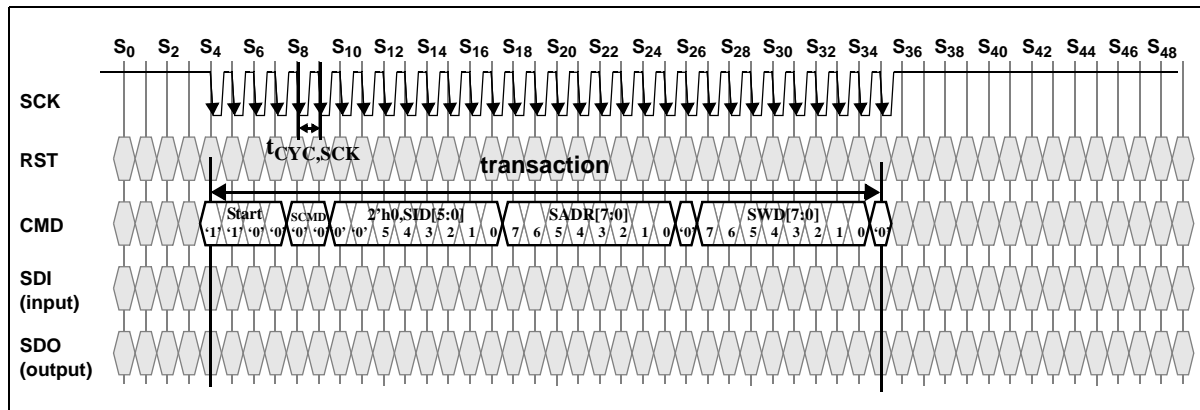 S0 S2 S4 S6 S8 S10 S12 S14 S16 S18 S20 S22 S24 S26 S28 S30 S32 S34 S36 S38 S40 S42 S44 S46 S48
SCK
RST
tCYC,SCK
transaction
CMD
Start SCMD 2'h0,SID[5:0] SADR[7:0] SWD[7:0]
‘1’ ‘1’ ‘0’ ‘0’ ‘0’ ‘0’ 0’ ‘0’ 5 4 3 2 1 0 7 6 5 4 3 2 1 0 ‘0’ 7 6 5 4 3 2 1 0 ‘0’
SDI
(input)
SDO
(output)